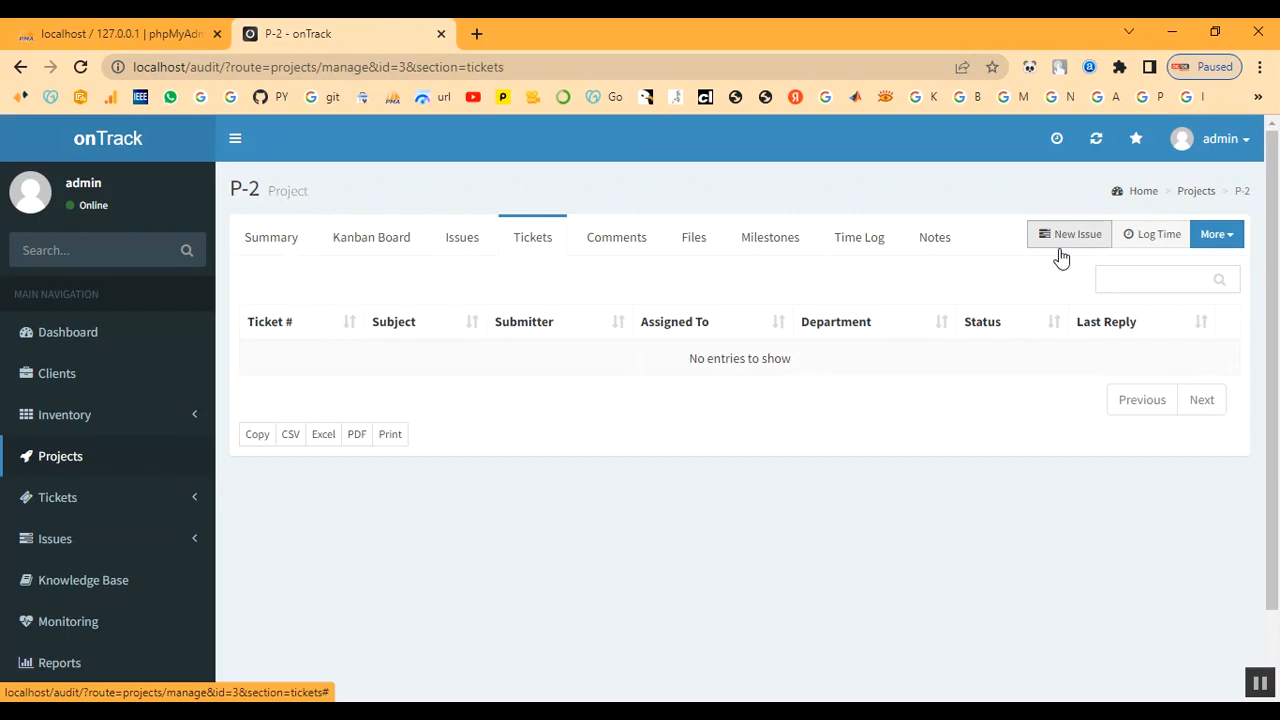 localhost / 127.0.0.1 | phpMyAdn
P-2 - onTrack
localhost/audit/?route=projects/manage&id=3&section=tickets
Paused
IEEE PY git url Go K B M N A P I »
onTrack
admin
admin
Online
P-2 Project
Home > Projects > P-2
Search...
Summary Kanban Board Issues Tickets Comments Files Milestones Time Log Notes
New Issue Log Time More
MAIN NAVIGATION
Dashboard
Clients
Inventory
Projects
Tickets
Issues
Knowledge Base
Monitoring
Reports
Ticket # Subject Submitter Assigned To Department Status Last Reply
No entries to show
Previous Next
Copy CSV Excel PDF Print
localhost/audit/?route=projects/manage&id=3&section=tickets#